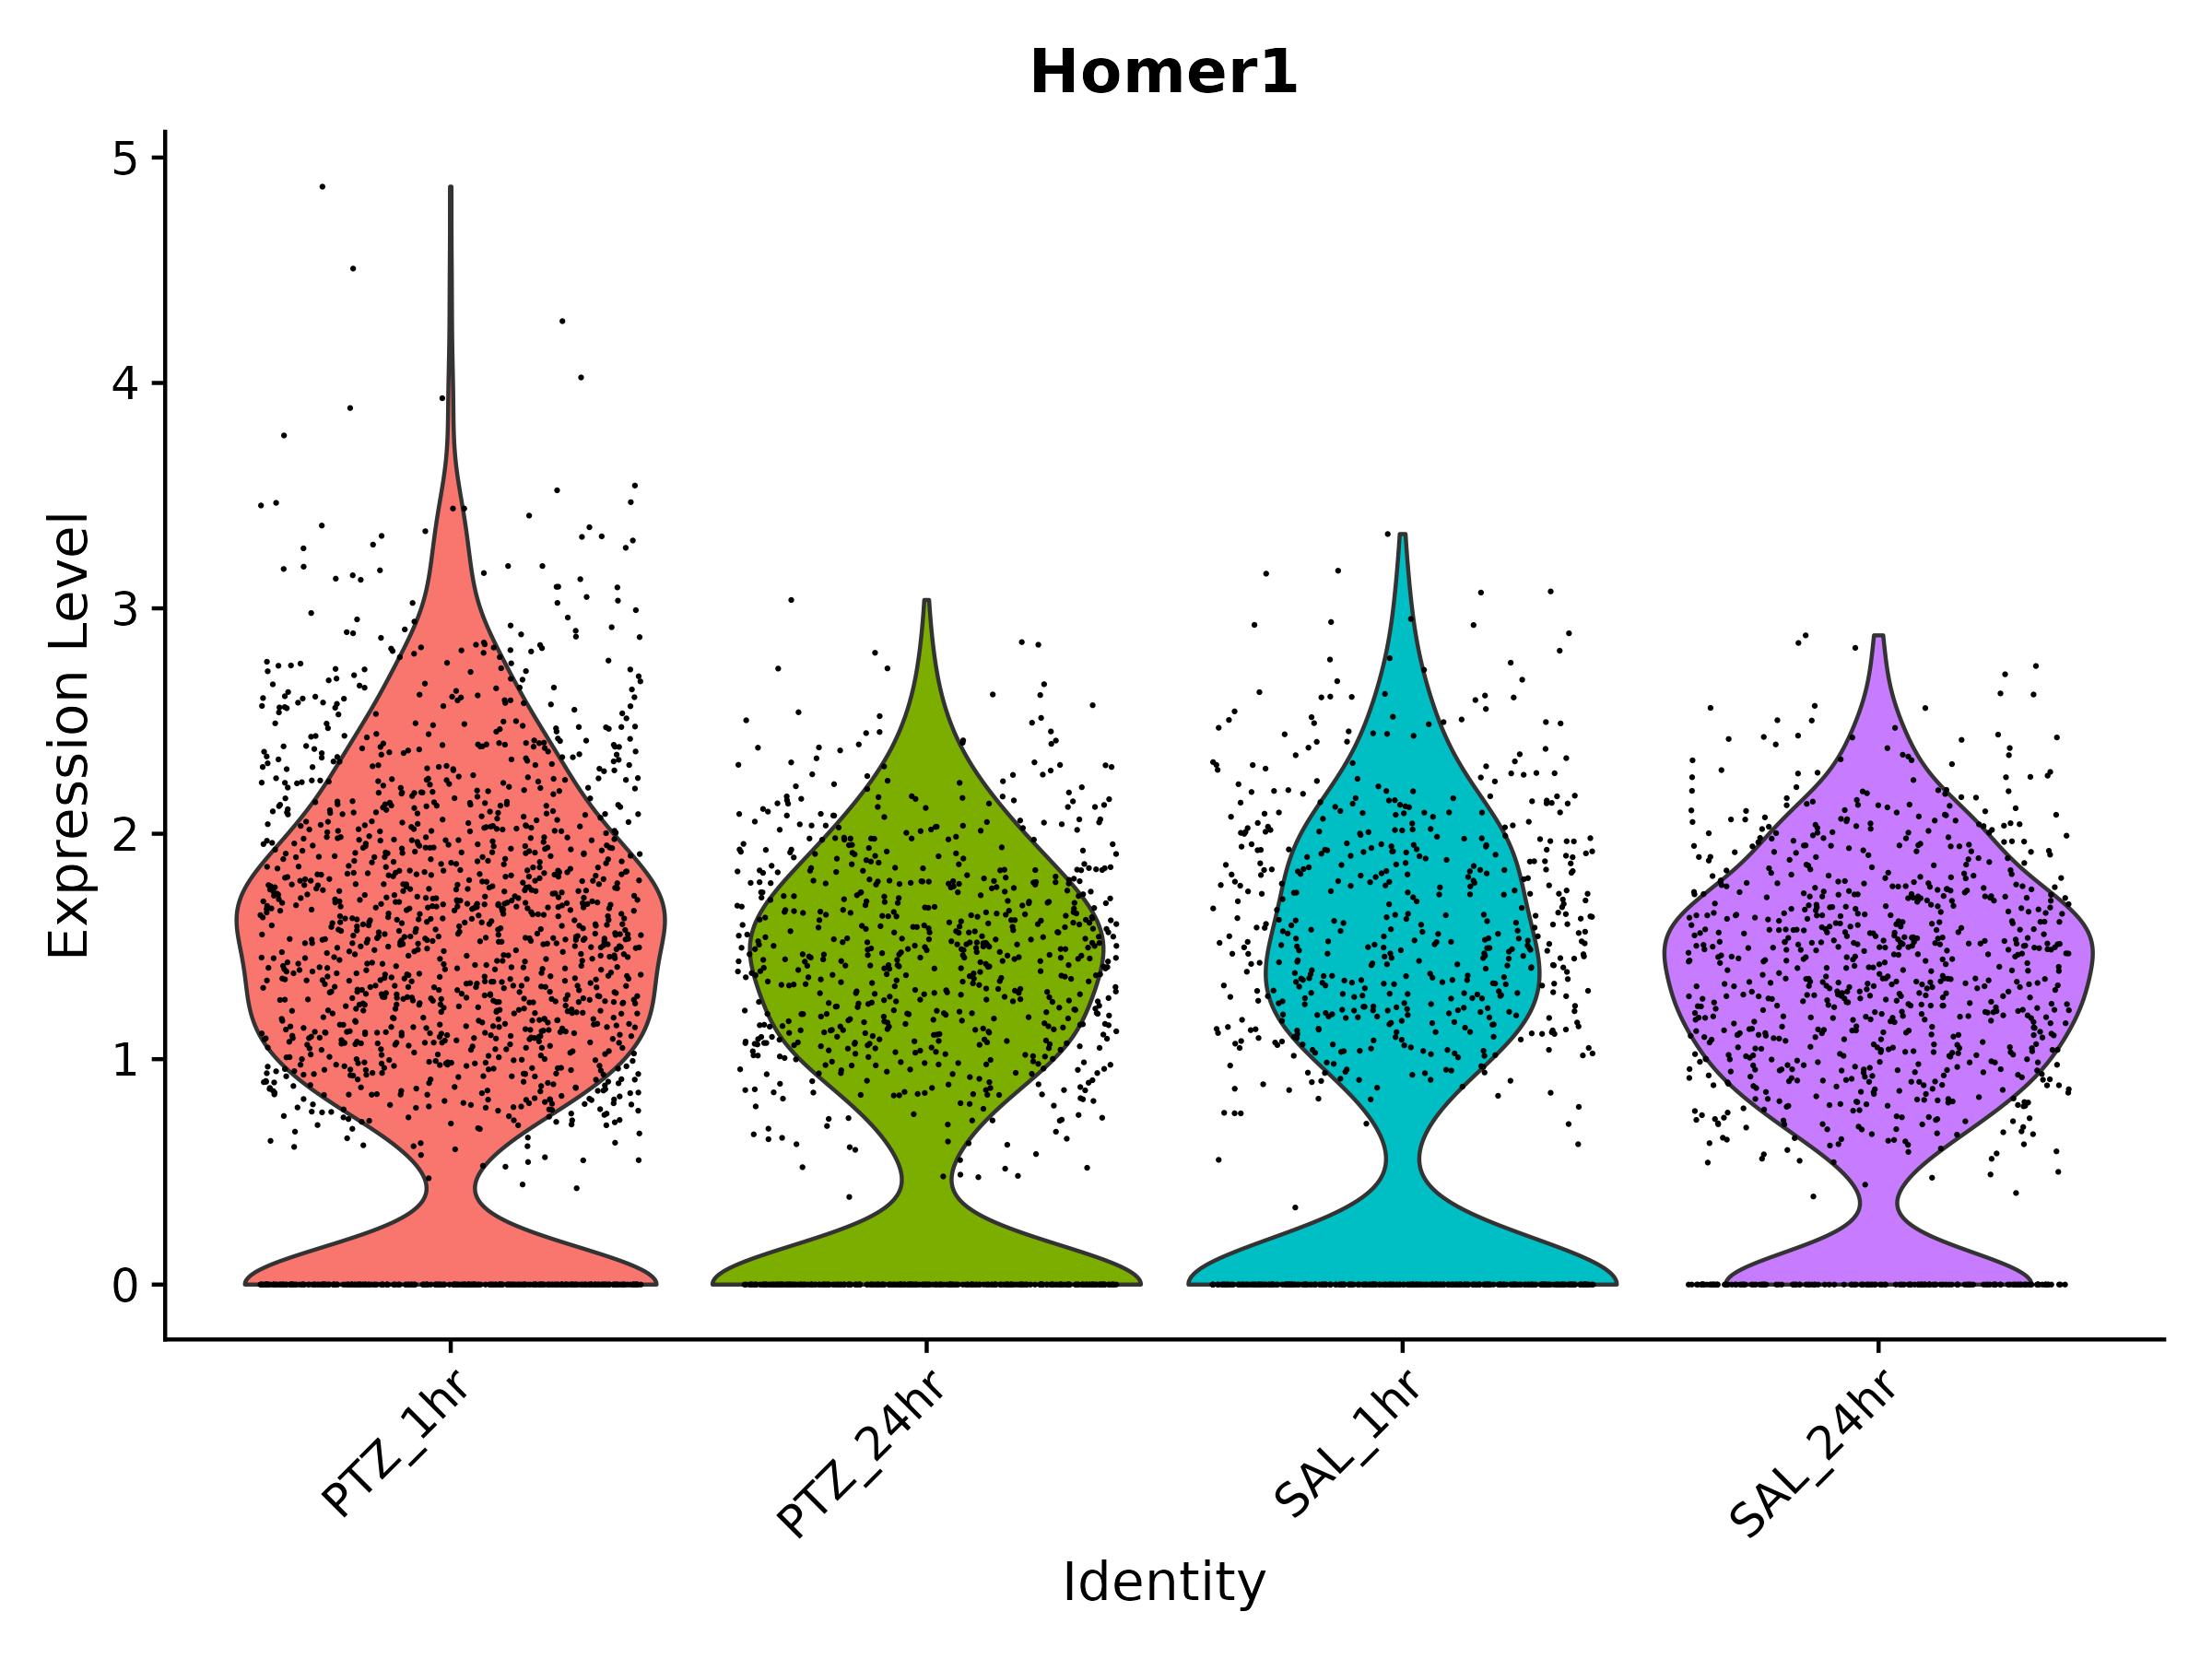 Homer1
Expression Level
5
4
3
2
1
0
PTZ_1hr
PTZ_24hr
SAL_1hr
SAL_24hr
Identity